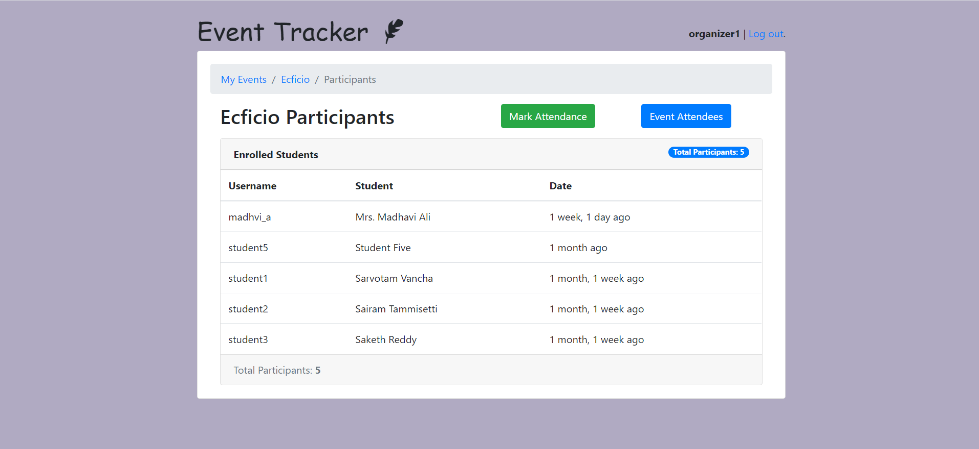 Event Tracker
organizer1 | Log out.
My Events / Ecficio / Participants
Ecficio Participants
Mark Attendance
Event Attendees
Enrolled Students
Total Participants: 5
Username Student Date
madhvi_a Mrs. Madhavi Ali 1 week, 1 day ago
student5 Student Five 1 month ago
student1 Sarvotam Vancha 1 month, 1 week ago
student2 Sairam Tammisetti 1 month, 1 week ago
student3 Saketh Reddy 1 month, 1 week ago
Total Participants: 5